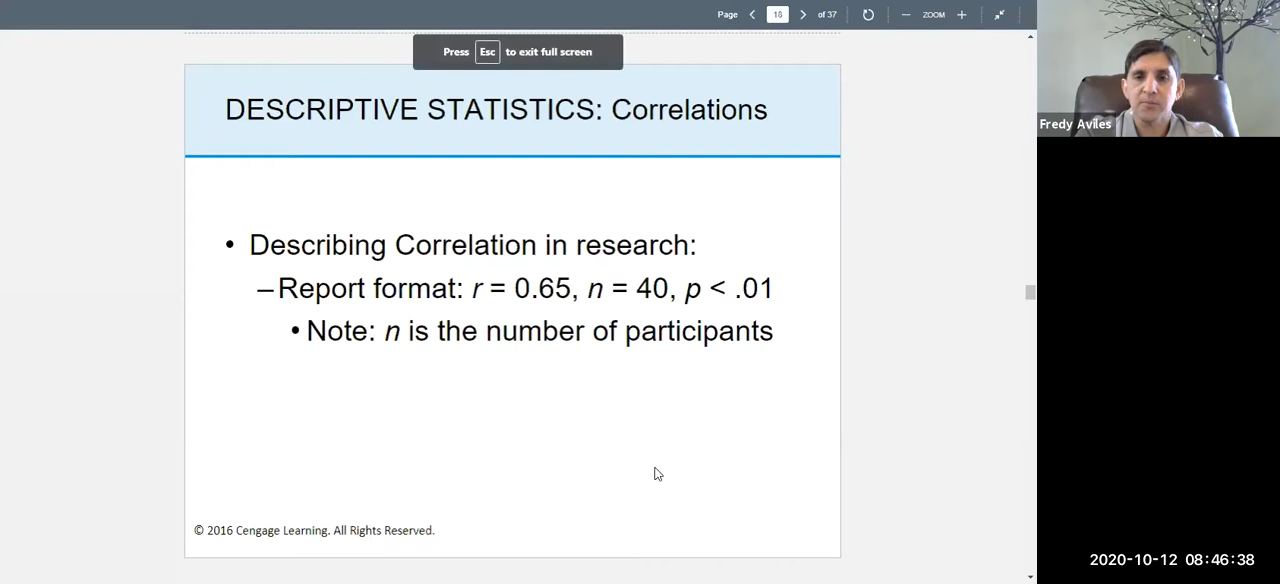 Page 18 of 37 ZOOM
Press Esc to exit full screen
Fredy Aviles
DESCRIPTIVE STATISTICS: Correlations
• Describing Correlation in research:
– Report format: r = 0.65, n = 40, p < .01
• Note: n is the number of participants
© 2016 Cengage Learning. All Rights Reserved.
2020-10-12 08:46:38